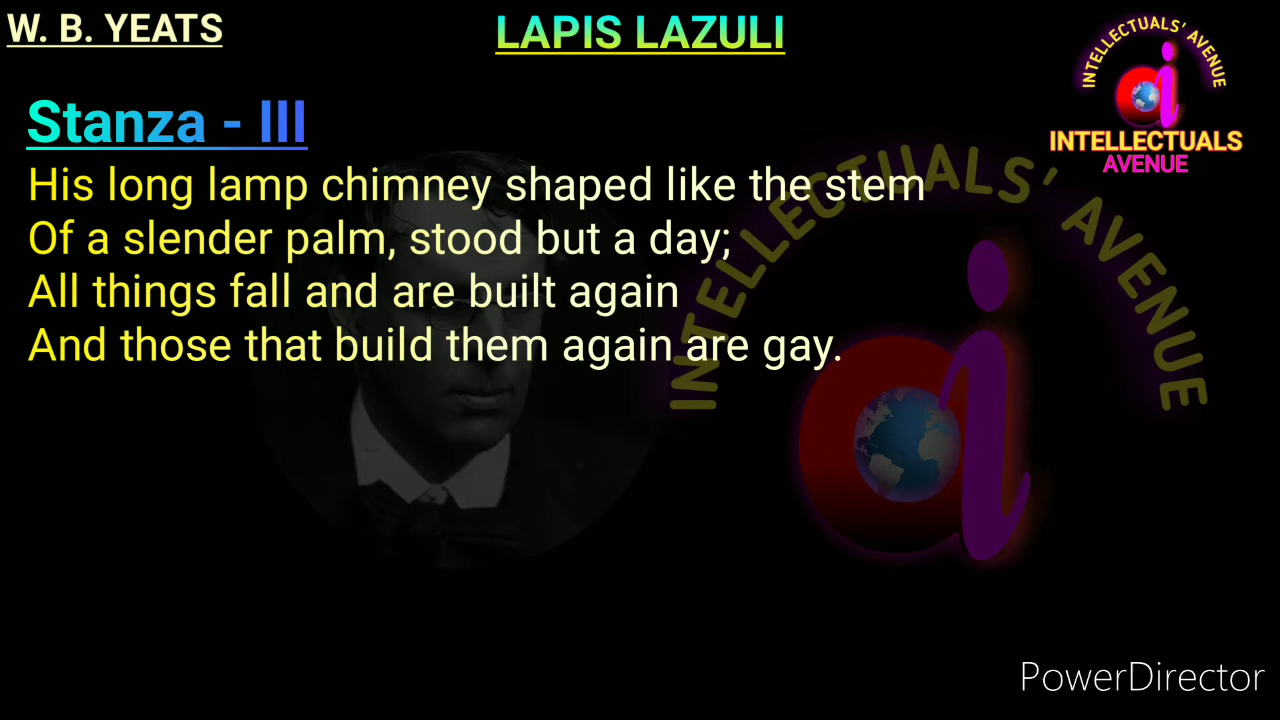 W. B. YEATS
LAPIS LAZULI
INTELLECTUALS' AVENUE
INTELLECTUALS
AVENUE
Stanza - III
His long lamp chimney shaped like the stem
Of a slender palm, stood but a day;
All things fall and are built again
And those that build them again are gay.
INTELLECTUALS' AVENUE
PowerDirector